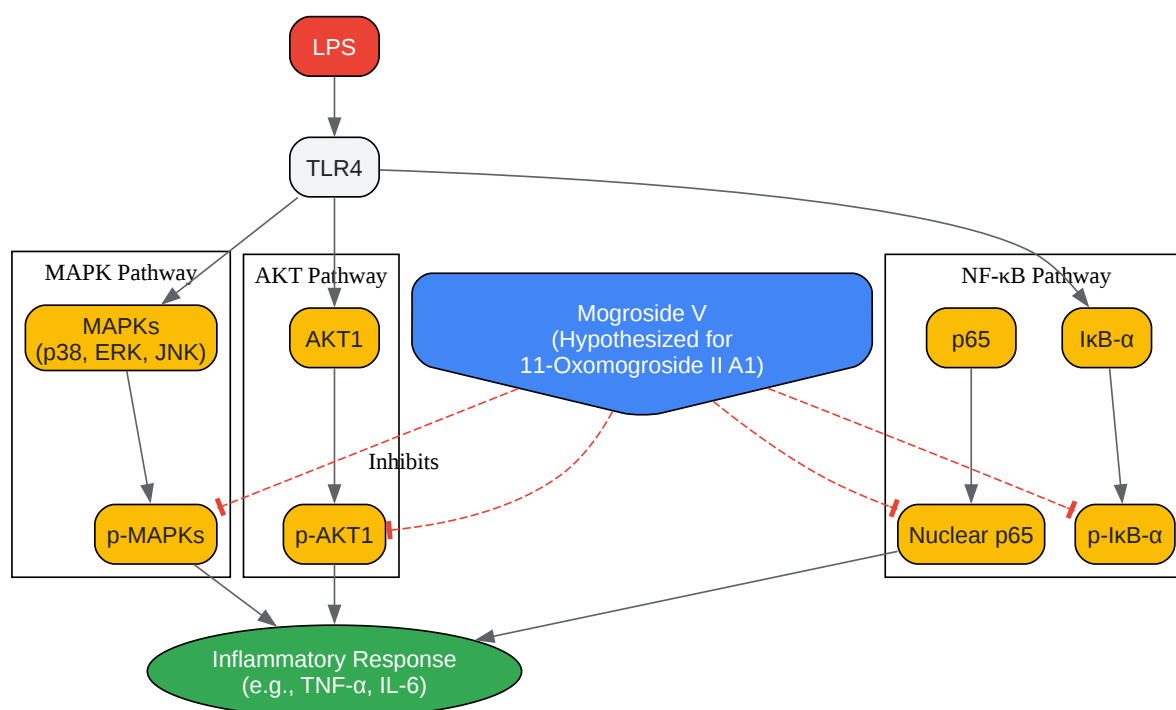 LPS
TLR4
MAPK Pathway
AKT Pathway
NF-κB Pathway
MAPKs
(p38, ERK, JNK)
AKT1
Mogroside V
(Hypothesized for
11-Oxomogroside II A1)
p65
IκB-α
Inhibits
p-MAPKs
p-AKT1
Nuclear p65
p-IκB-α
Inflammatory Response
(e.g., TNF-α, IL-6)